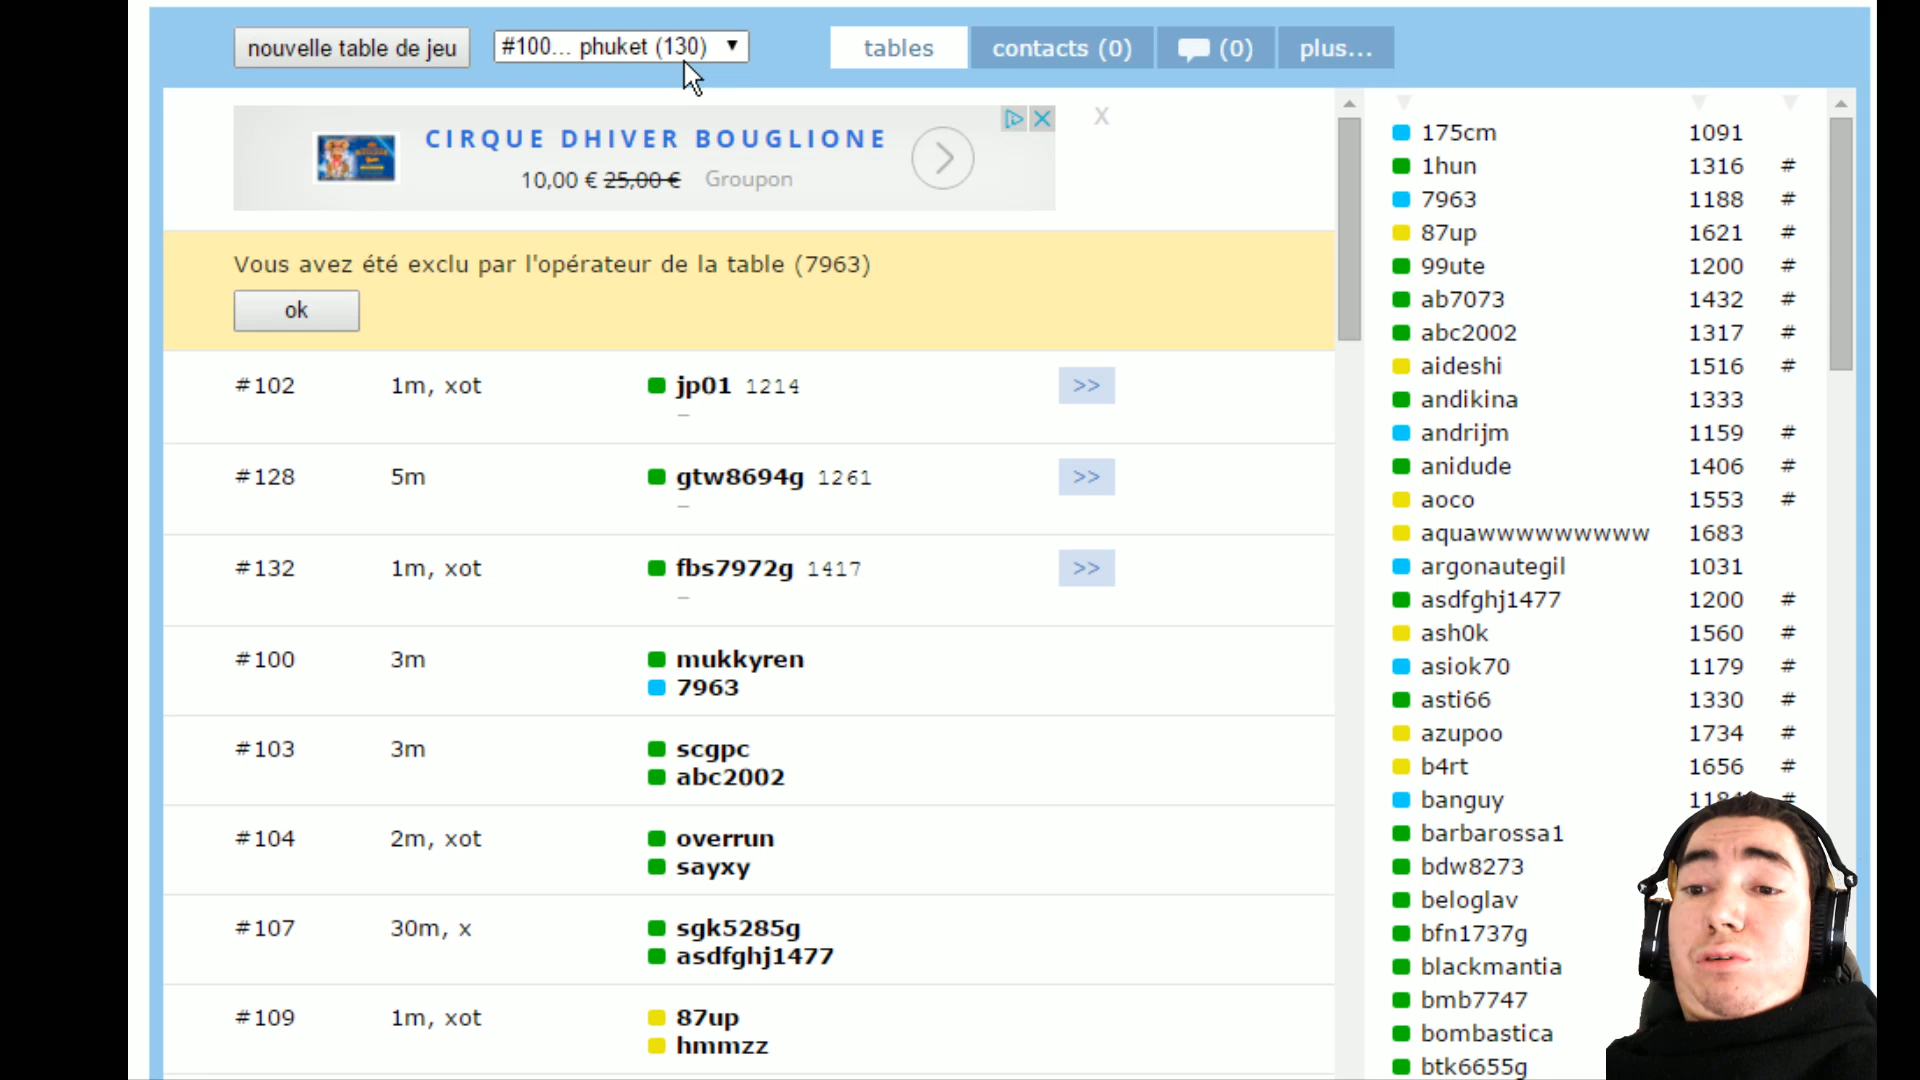 nouvelle table de jeu
#100... phuket (130)
tables
contacts (0)
(0)
plus...
CIRQUE DHIVER BOUGLIONE
10,00 € 25,00 € Groupon
X
Vous avez été exclu par l'opérateur de la table (7963)
ok
#102 1m, xot jp01 1214 >>
–
#128 5m gtw8694g 1261 >>
–
#132 1m, xot fbs7972g 1417 >>
–
#100 3m mukkyren
7963
#103 3m scgpc
abc2002
#104 2m, xot overrun
sayxy
#107 30m, x sgk5285g
asdfghj1477
#109 1m, xot 87up
hmmzz
175cm 1091
1hun 1316 #
7963 1188 #
87up 1621 #
99ute 1200 #
ab7073 1432 #
abc2002 1317 #
aideshi 1516 #
andikina 1333
andrijm 1159 #
anidude 1406 #
aoco 1553 #
aquawwwwwwwww 1683
argonautegil 1031
asdfghj1477 1200 #
ash0k 1560 #
asiok70 1179 #
asti66 1330 #
azupoo 1734 #
b4rt 1656 #
banguy #
barbarossa1
bdw8273
beloglav
bfn1737g
blackmantia
bmb7747
bombastica
btk6655g